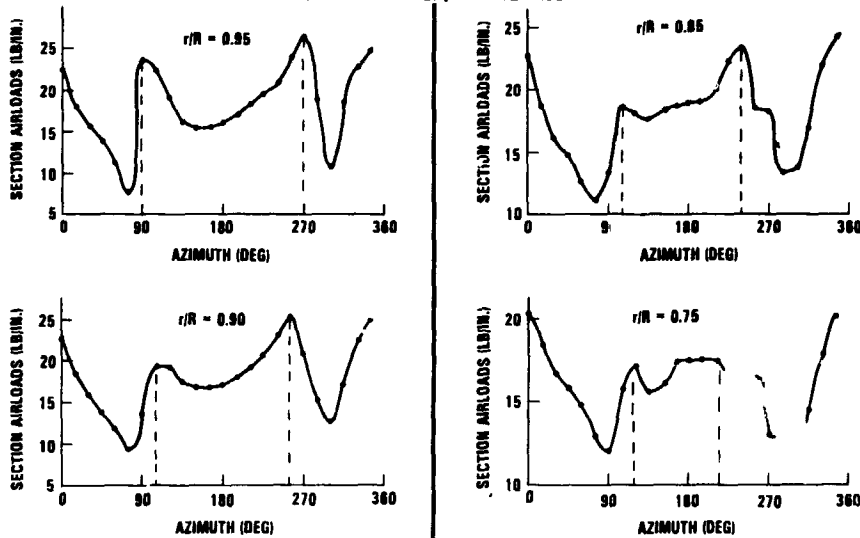 SECTION AIRLOADS (LB/IN.)
r/R = 0.95
25
20
15
10
5
0 90 180 270 360
AZIMUTH (DEG)
SECTION AIRLOADS (LB/IN.)
r/R = 0.85
25
20
15
10
0 9 180 270 360
AZIMUTH (DEG)
SECTION AIRLOADS (LB/IN.)
r/R = 0.90
25
20
15
10
5
0 90 180 270 360
AZIMUTH (DEG)
SECTION AIRLOADS (LB/IN.)
r/R = 0.75
20
15
10
0 90 180 270 360
AZIMUTH (DEG)